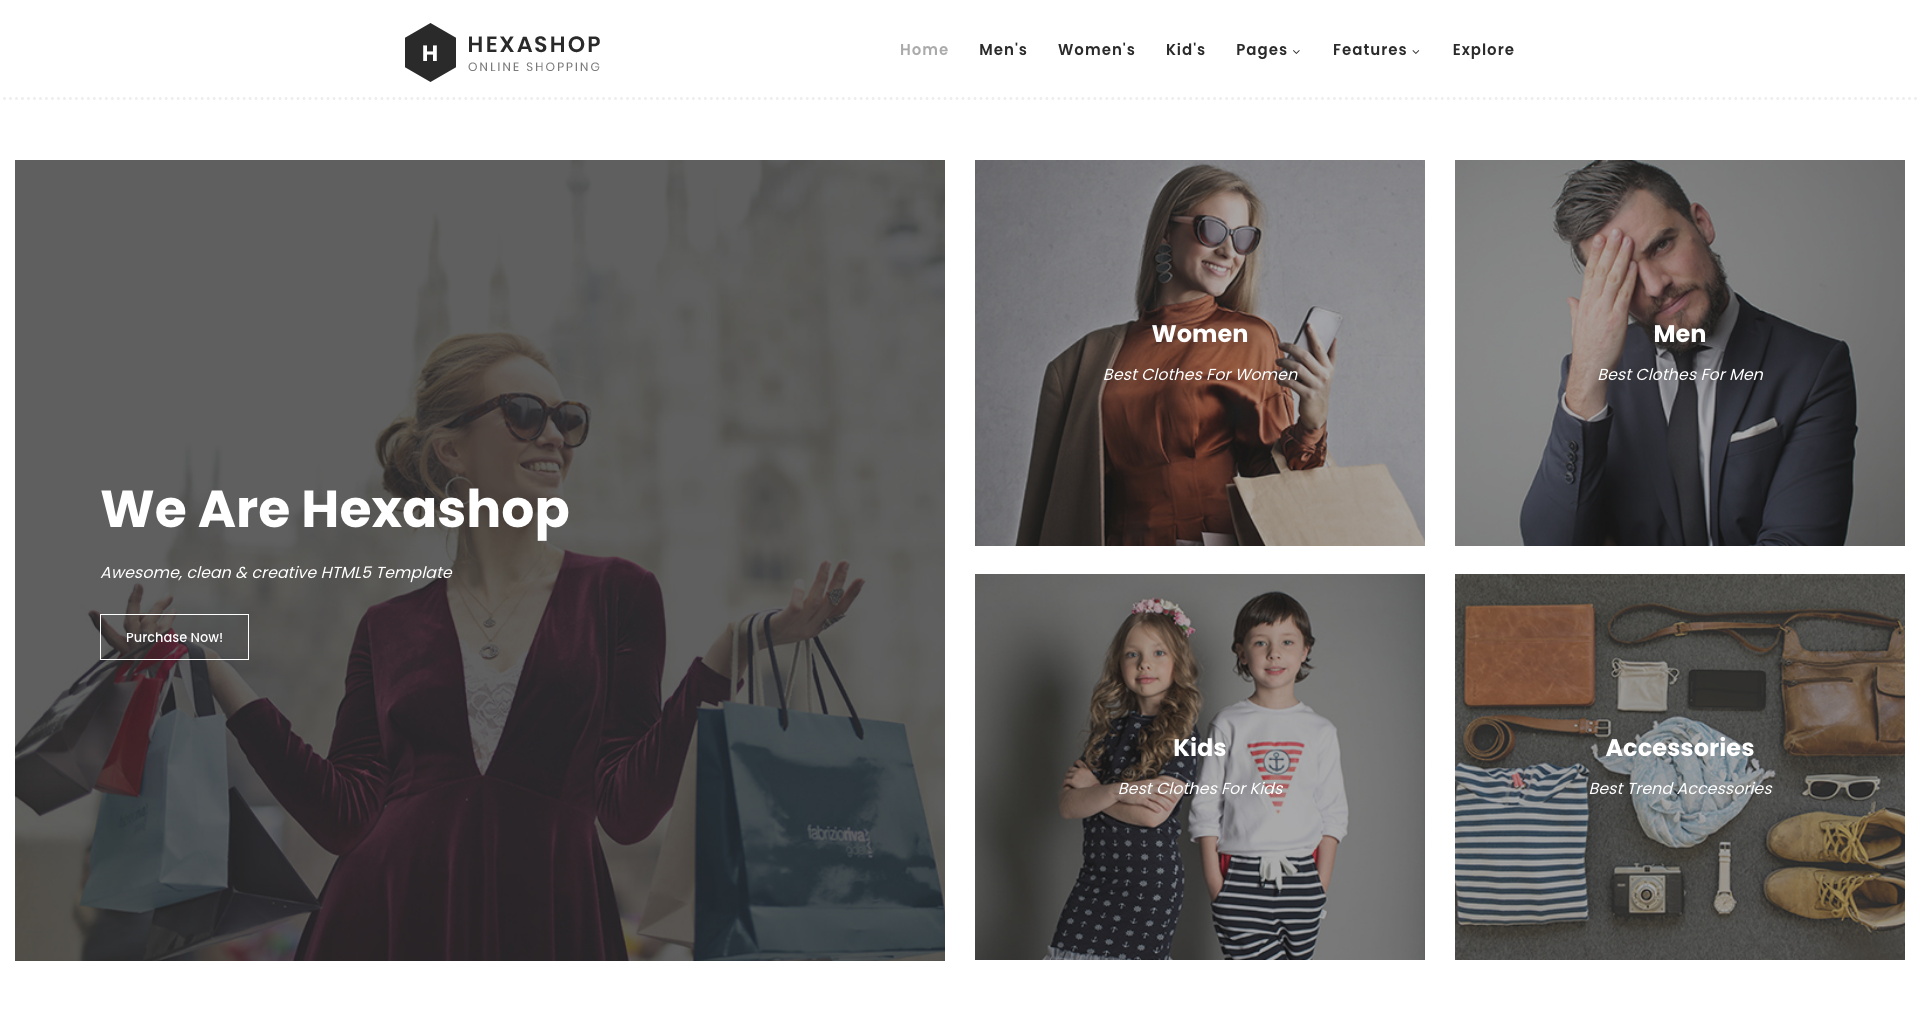 H
HEXASHOP
ONLINE SHOPPING
Home
Men's
Women's
Kid's
Pages
Features
Explore
We Are Hexashop
Awesome, clean & creative HTML5 Template
Purchase Now!
fabrizioriva
Women
Best Clothes For Women
Men
Best Clothes For Men
Kids
Best Clothes For Kids
Accessories
Best Trend Accessories